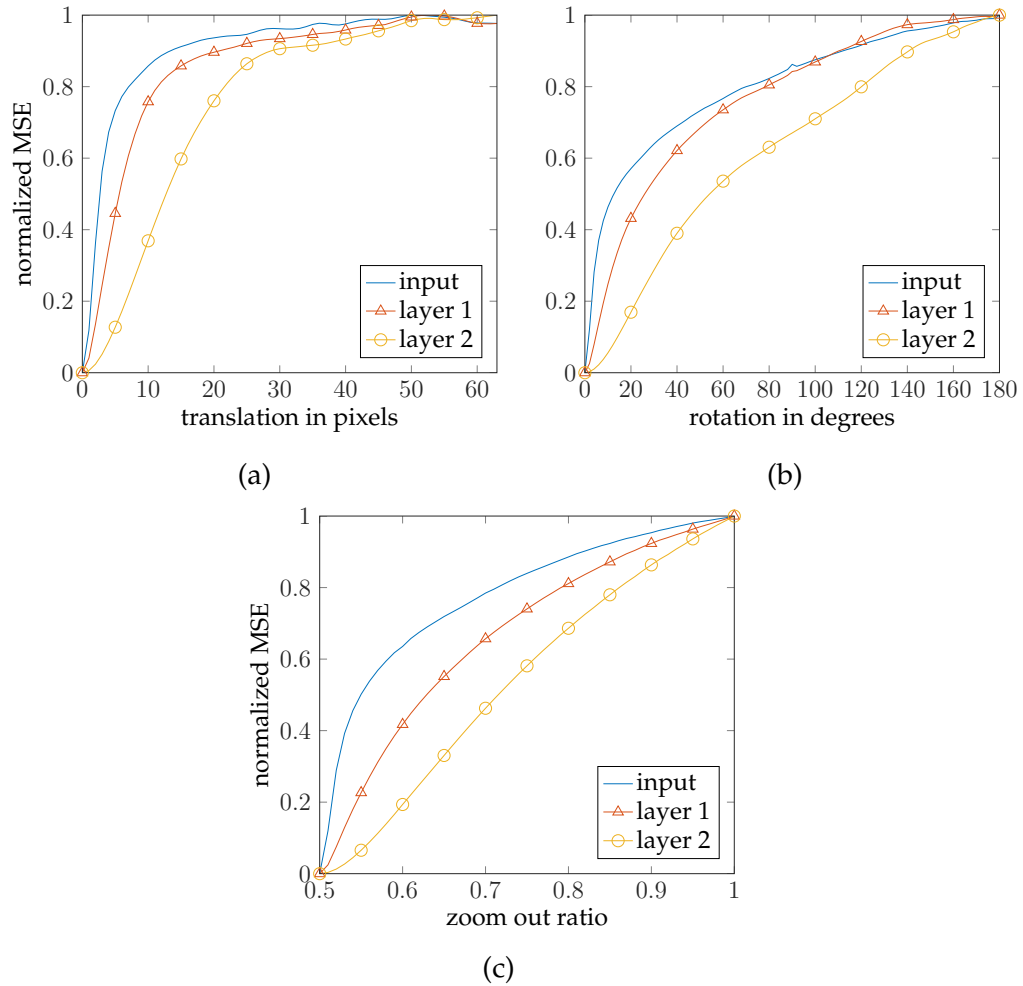 1
0.8
0.6
0.4
0.2
0
normalized MSE
input
layer 1
layer 2
0 10 20 30 40 50 60
translation in pixels
(a)
1
0.8
0.6
0.4
0.2
0
normalized MSE
input
layer 1
layer 2
0 20 40 60 80 100 120 140 160 180
rotation in degrees
(b)
1
0.8
0.6
0.4
0.2
0
normalized MSE
input
layer 1
layer 2
0.5 0.6 0.7 0.8 0.9 1
zoom out ratio
(c)